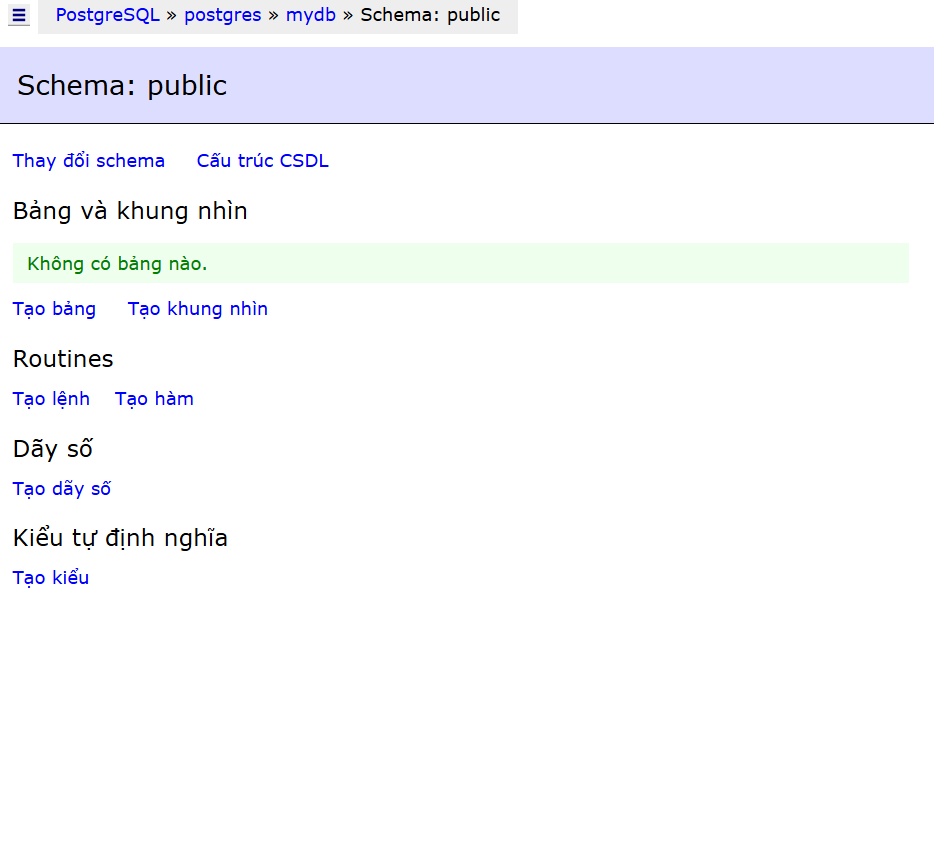 ☰ PostgreSQL » postgres » mydb » Schema: public
Schema: public
Thay đổi schema Cấu trúc CSDL
Bảng và khung nhìn
Không có bảng nào.
Tạo bảng Tạo khung nhìn
Routines
Tạo lệnh Tạo hàm
Dãy số
Tạo dãy số
Kiểu tự định nghĩa
Tạo kiểu